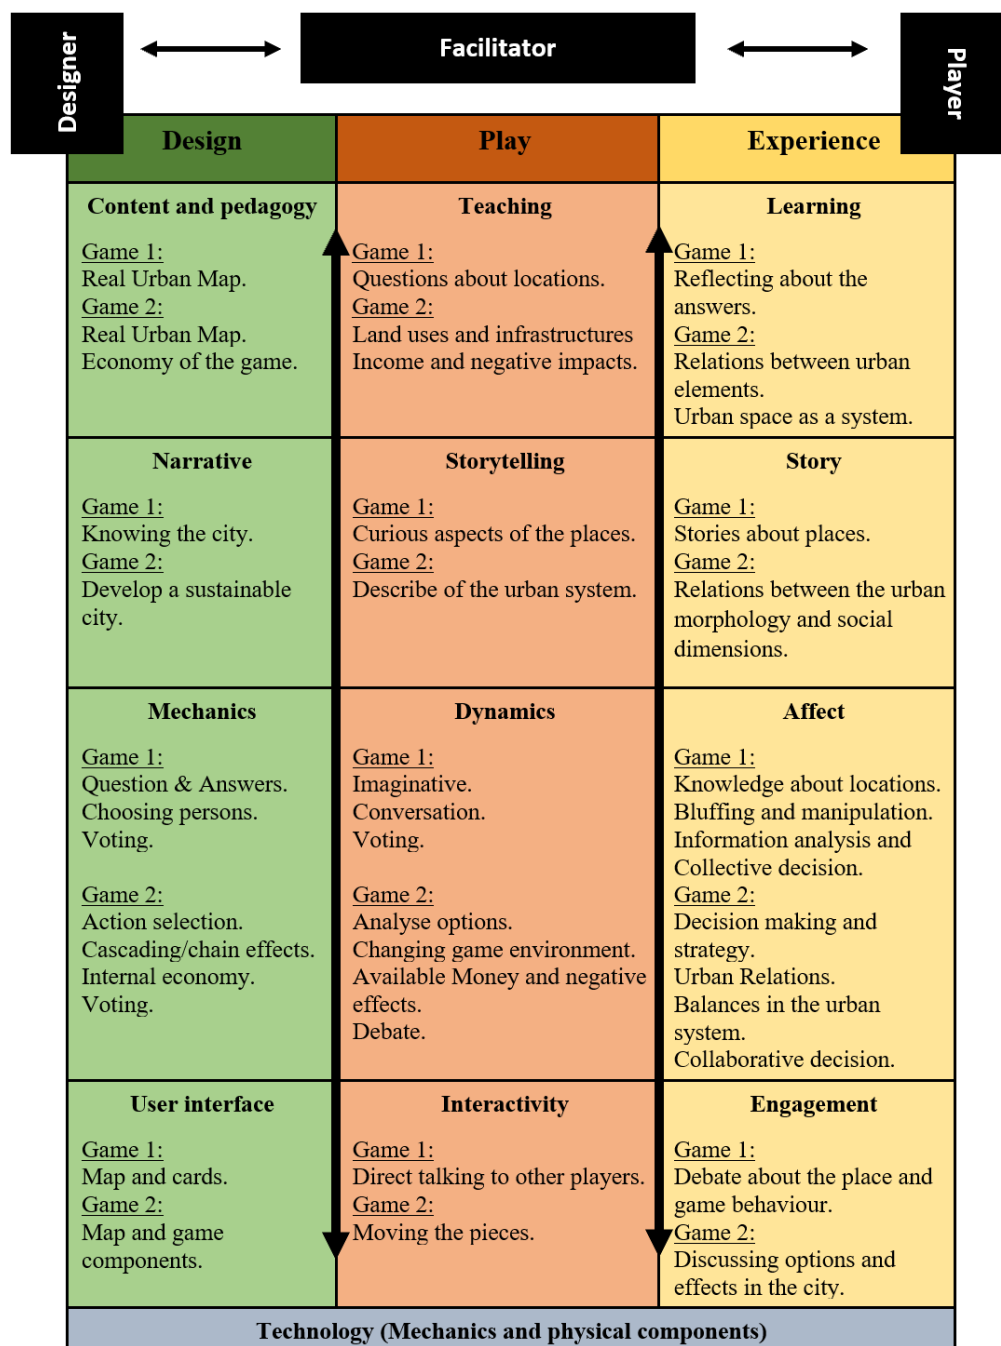 Designer
Facilitator
Player
Design
Play
Experience
Content and pedagogy
Game 1:
Real Urban Map.
Game 2:
Real Urban Map.
Economy of the game.
Teaching
Game 1:
Questions about locations.
Game 2:
Land uses and infrastructures
Income and negative impacts.
Learning
Game 1:
Reflecting about the
answers.
Game 2:
Relations between urban
elements.
Urban space as a system.
Narrative
Game 1:
Knowing the city.
Game 2:
Develop a sustainable
city.
Storytelling
Game 1:
Curious aspects of the places.
Game 2:
Describe of the urban system.
Story
Game 1:
Stories about places.
Game 2:
Relations between the urban
morphology and social
dimensions.
Mechanics
Game 1:
Question & Answers.
Choosing persons.
Voting.
Game 2:
Action selection.
Cascading/chain effects.
Internal economy.
Voting.
Dynamics
Game 1:
Imaginative.
Conversation.
Voting.
Game 2:
Analyse options.
Changing game environment.
Available Money and negative
effects.
Debate.
Affect
Game 1:
Knowledge about locations.
Bluffing and manipulation.
Information analysis and
Collective decision.
Game 2:
Decision making and
strategy.
Urban Relations.
Balances in the urban
system.
Collaborative decision.
User interface
Game 1:
Map and cards.
Game 2:
Map and game
components.
Interactivity
Game 1:
Direct talking to other players.
Game 2:
Moving the pieces.
Engagement
Game 1:
Debate about the place and
game behaviour.
Game 2:
Discussing options and
effects in the city.
Technology (Mechanics and physical components)